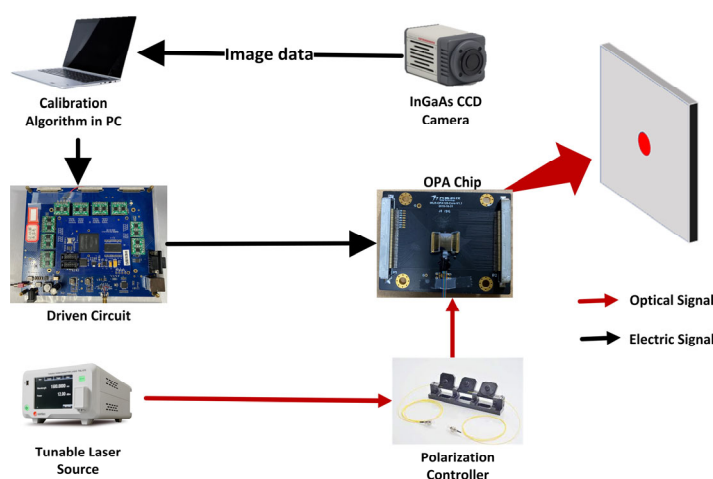 Image data
Calibration
Algorithm in PC
InGaAs CCD
Camera
OPA Chip
Driven Circuit
Optical Signal
Electric Signal
Tunable Laser
Source
Polarization
Controller